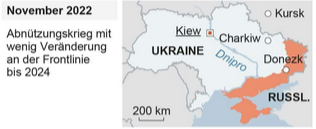 November 2022
Abnützungskrieg mit
wenig Veränderung
an der Frontlinie
bis 2024
Kursk
Kiew
Charkiw
UKRAINE
Dnipro
Donezk
RUSSL.
200 km